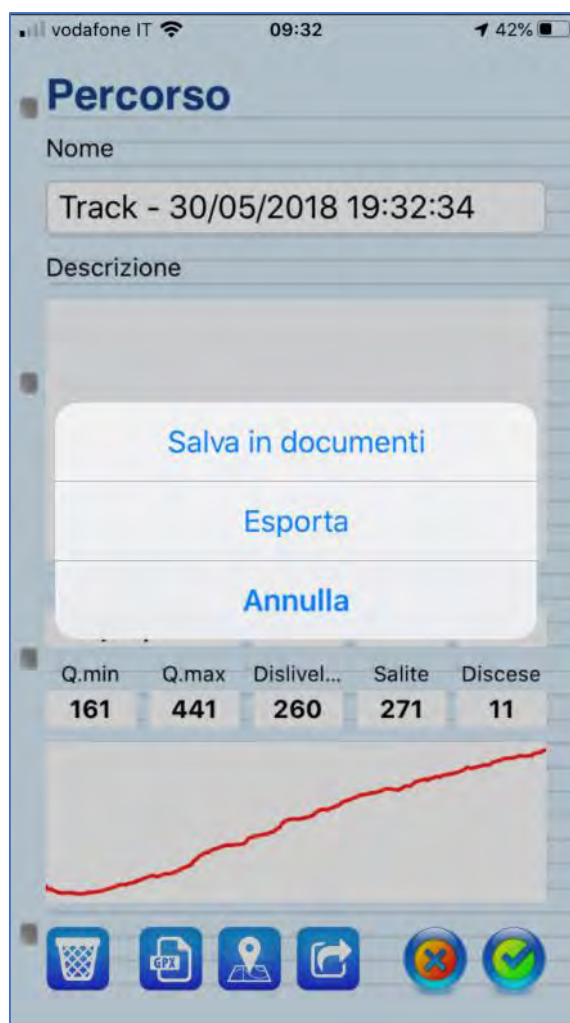 vodafone IT 09:32 42%
Percorso
Nome
Track - 30/05/2018 19:32:34
Descrizione
Salva in documenti
Esporta
Annulla
Q.min Q.max Dislivel... Salite Discese
161 441 260 271 11
GPX